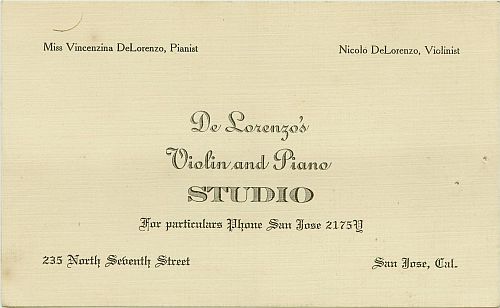 Miss Vincenzina DeLorenzo, Pianist
Nicolo DeLorenzo, Violinist
De Lorenzo's
Violin and Piano
STUDIO
For particulars Phone San Jose 2175Y
235 North Seventh Street
San Jose, Cal.